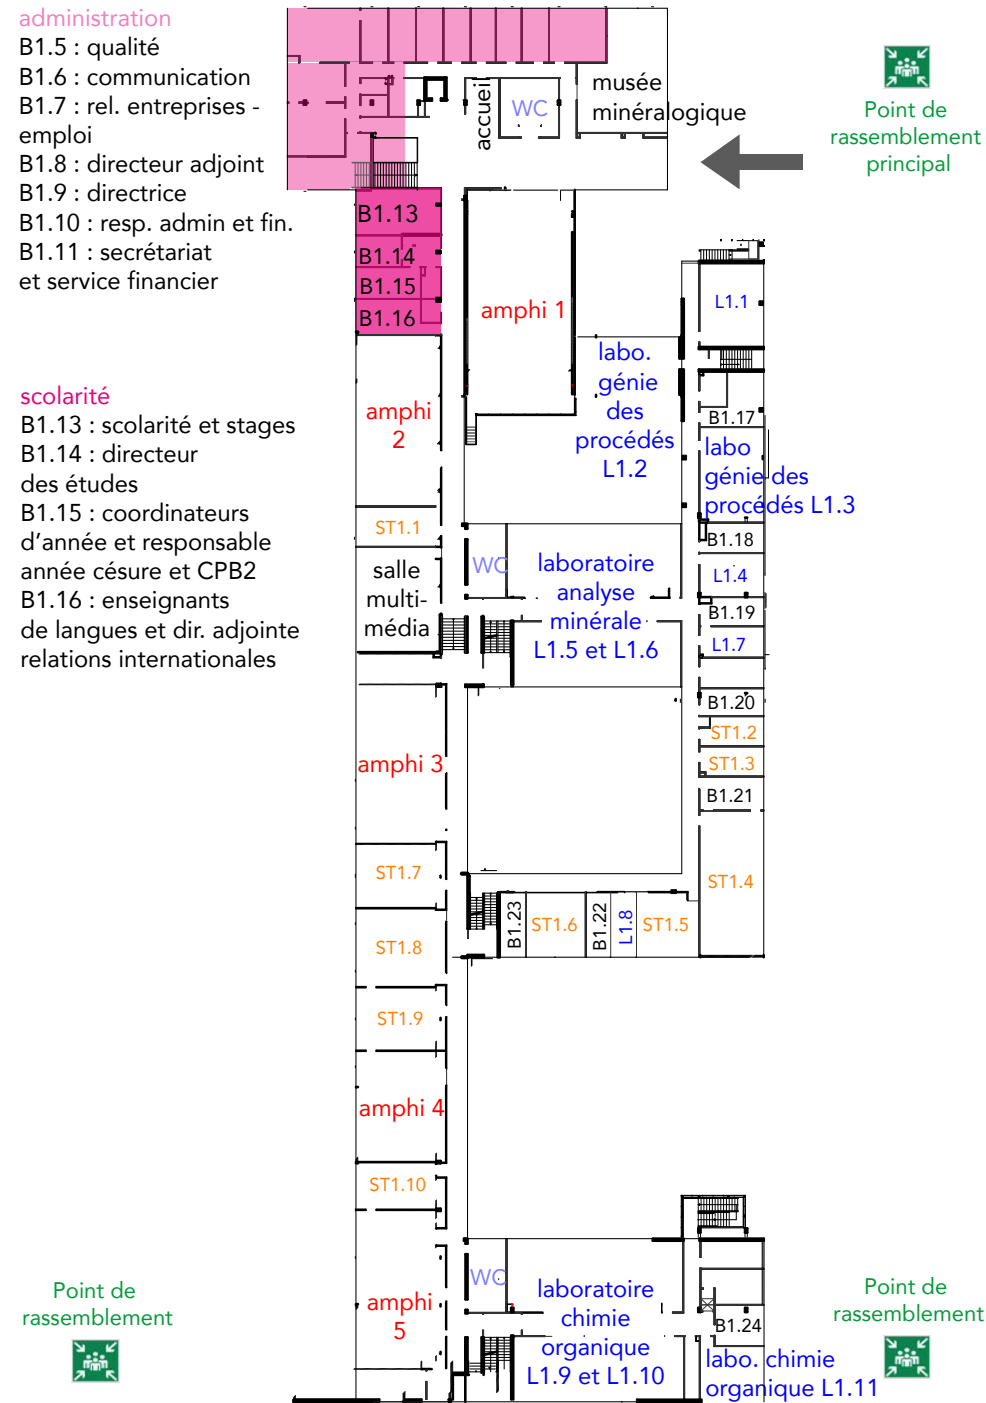 administration
B1.5 : qualité
B1.6 : communication
B1.7 : rel. entreprises -
emploi
B1.8 : directeur adjoint
B1.9 : directrice
B1.10 : resp. admin et fin.
B1.11 : secrétariat
et service financier
scolarité
B1.13 : scolarité et stages
B1.14 : directeur
des études
B1.15 : coordinateurs
d’année et responsable
année césure et CPB2
B1.16 : enseignants
de langues et dir. adjointe
relations internationales
accueil
WC
musée
minéralogique
Point de
rassemblement
principal
B1.13
B1.14
B1.15
B1.16
amphi 1
L1.1
labo.
génie
des
procédés
L1.2
amphi
2
B1.17
labo
génie des
procédés L1.3
ST1.1
B1.18
WC
laboratoire
analyse
minérale
L1.5 et L1.6
salle
multi-
média
L1.4
B1.19
L1.7
B1.20
ST1.2
ST1.3
B1.21
amphi 3
ST1.7
ST1.4
B1.23
ST1.6
B1.22
L1.8
ST1.5
ST1.8
ST1.9
amphi 4
ST1.10
WC
amphi
5
laboratoire
chimie
organique
L1.9 et L1.10
B1.24
labo. chimie
organique L1.11
Point de
rassemblement
Point de
rassemblement